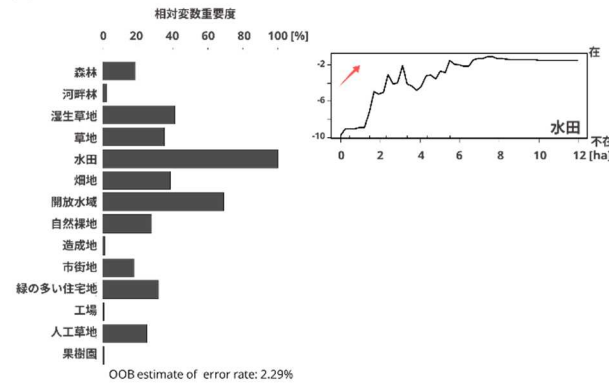 相対変数重要度
0 20 40 60 80 100 [%]
森林
河畔林
湿生草地
草地
水田
畑地
開放水域
自然裸地
造成地
市街地
緑の多い住宅地
工場
人工草地
果樹園
OOB estimate of error rate: 2.29%
在
-2
-6
-10
水田
不在
0 2 4 6 8 10 12 [ha]